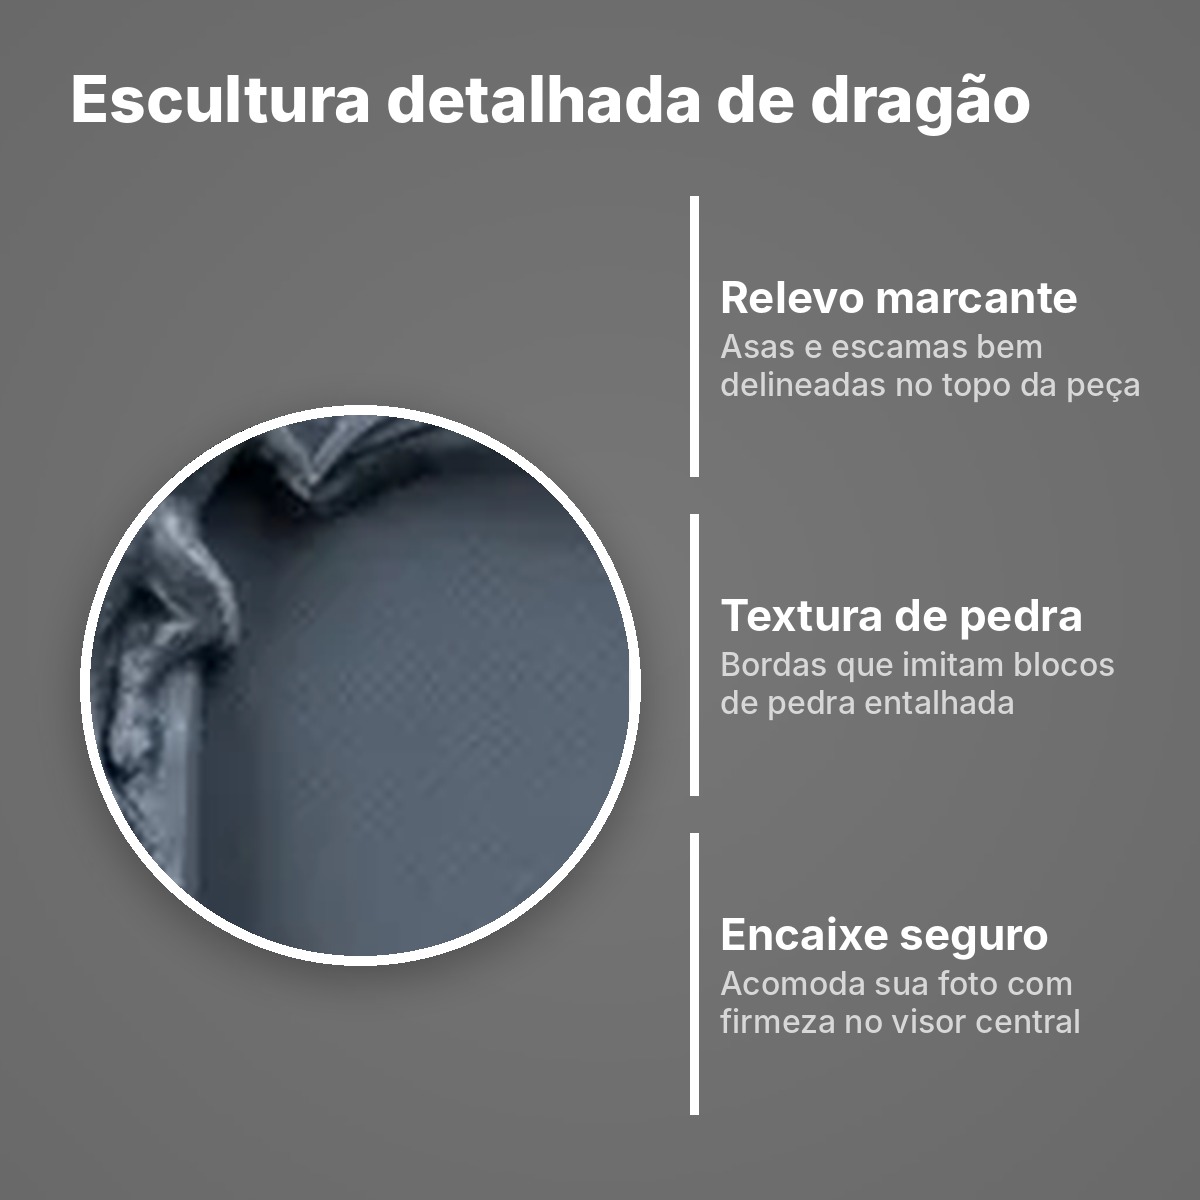 Escultura detalhada de dragão
Relevo marcante
Asas e escamas bem
delineadas no topo da peça
Textura de pedra
Bordas que imitam blocos
de pedra entalhada
Encaixe seguro
Acomoda sua foto com
firmeza no visor central